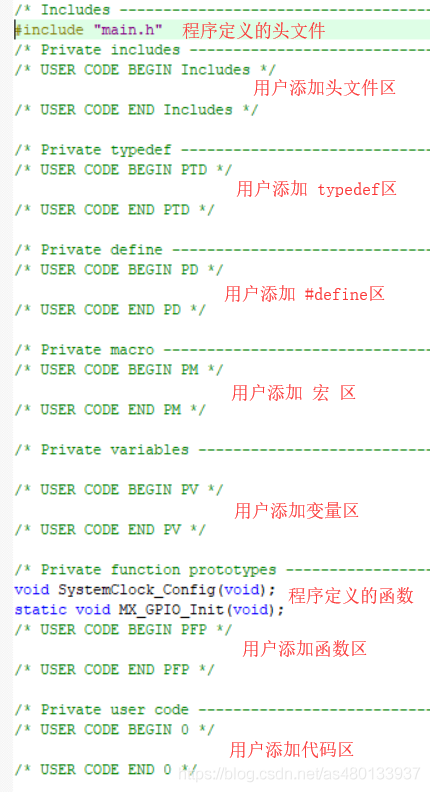 /* Includes ------------------------------------
#include "main.h" 程序定义的头文件
/* Private includes ----------------------------
/* USER CODE BEGIN Includes */
用户添加头文件区
/* USER CODE END Includes */
/* Private typedef -----------------------------
/* USER CODE BEGIN PTD */
用户添加 typedef区
/* USER CODE END PTD */
/* Private define ------------------------------
/* USER CODE BEGIN PD */
用户添加 #define区
/* USER CODE END PD */
/* Private macro -------------------------------
/* USER CODE BEGIN PM */
用户添加 宏 区
/* USER CODE END PM */
/* Private variables ---------------------------
/* USER CODE BEGIN PV */
用户添加变量区
/* USER CODE END PV */
/* Private function prototypes -----------------
void SystemClock_Config(void); 程序定义的函数
static void MX_GPIO_Init(void);
/* USER CODE BEGIN PFP */
用户添加函数区
/* USER CODE END PFP */
/* Private user code ---------------------------
/* USER CODE BEGIN 0 */
用户添加代码区
/* USER CODE END 0 */
https://blog.csdn.net/as480133937